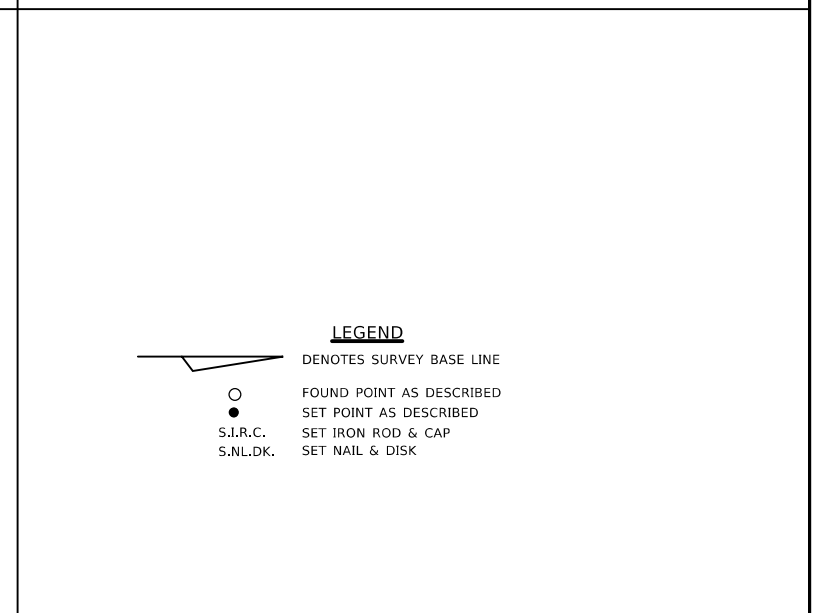 LEGEND
DENOTES SURVEY BASE LINE
FOUND POINT AS DESCRIBED
SET POINT AS DESCRIBED
S.I.R.C. SET IRON ROD & CAP
S.NL.DK. SET NAIL & DISK